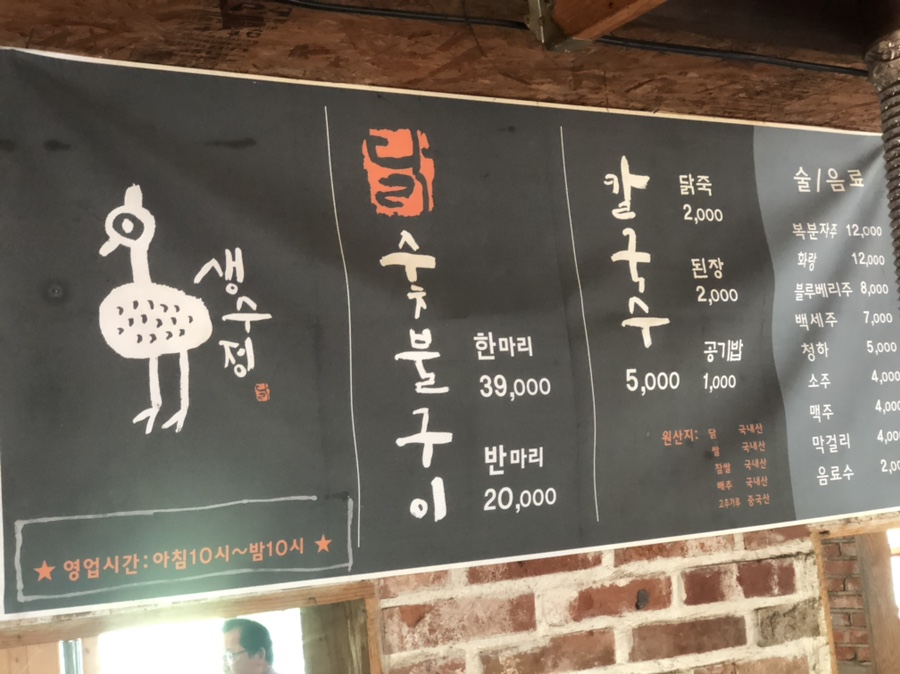 생수정
★ 영업시간 : 아침10시~밤10시 ★
닭
숯불구이
한마리
39,000
반마리
20,000
칼국수
5,000
닭죽
2,000
된장
2,000
공기밥
1,000
원산지: 닭 국내산
쌀 국내산
찹쌀 국내산
배추 국내산
고추가루 중국산
술/음료
복분자주 12,000
화랑 12,000
블루베리주 8,000
백세주 7,000
청하 5,000
소주 4,000
맥주 4,000
막걸리 4,000
음료수